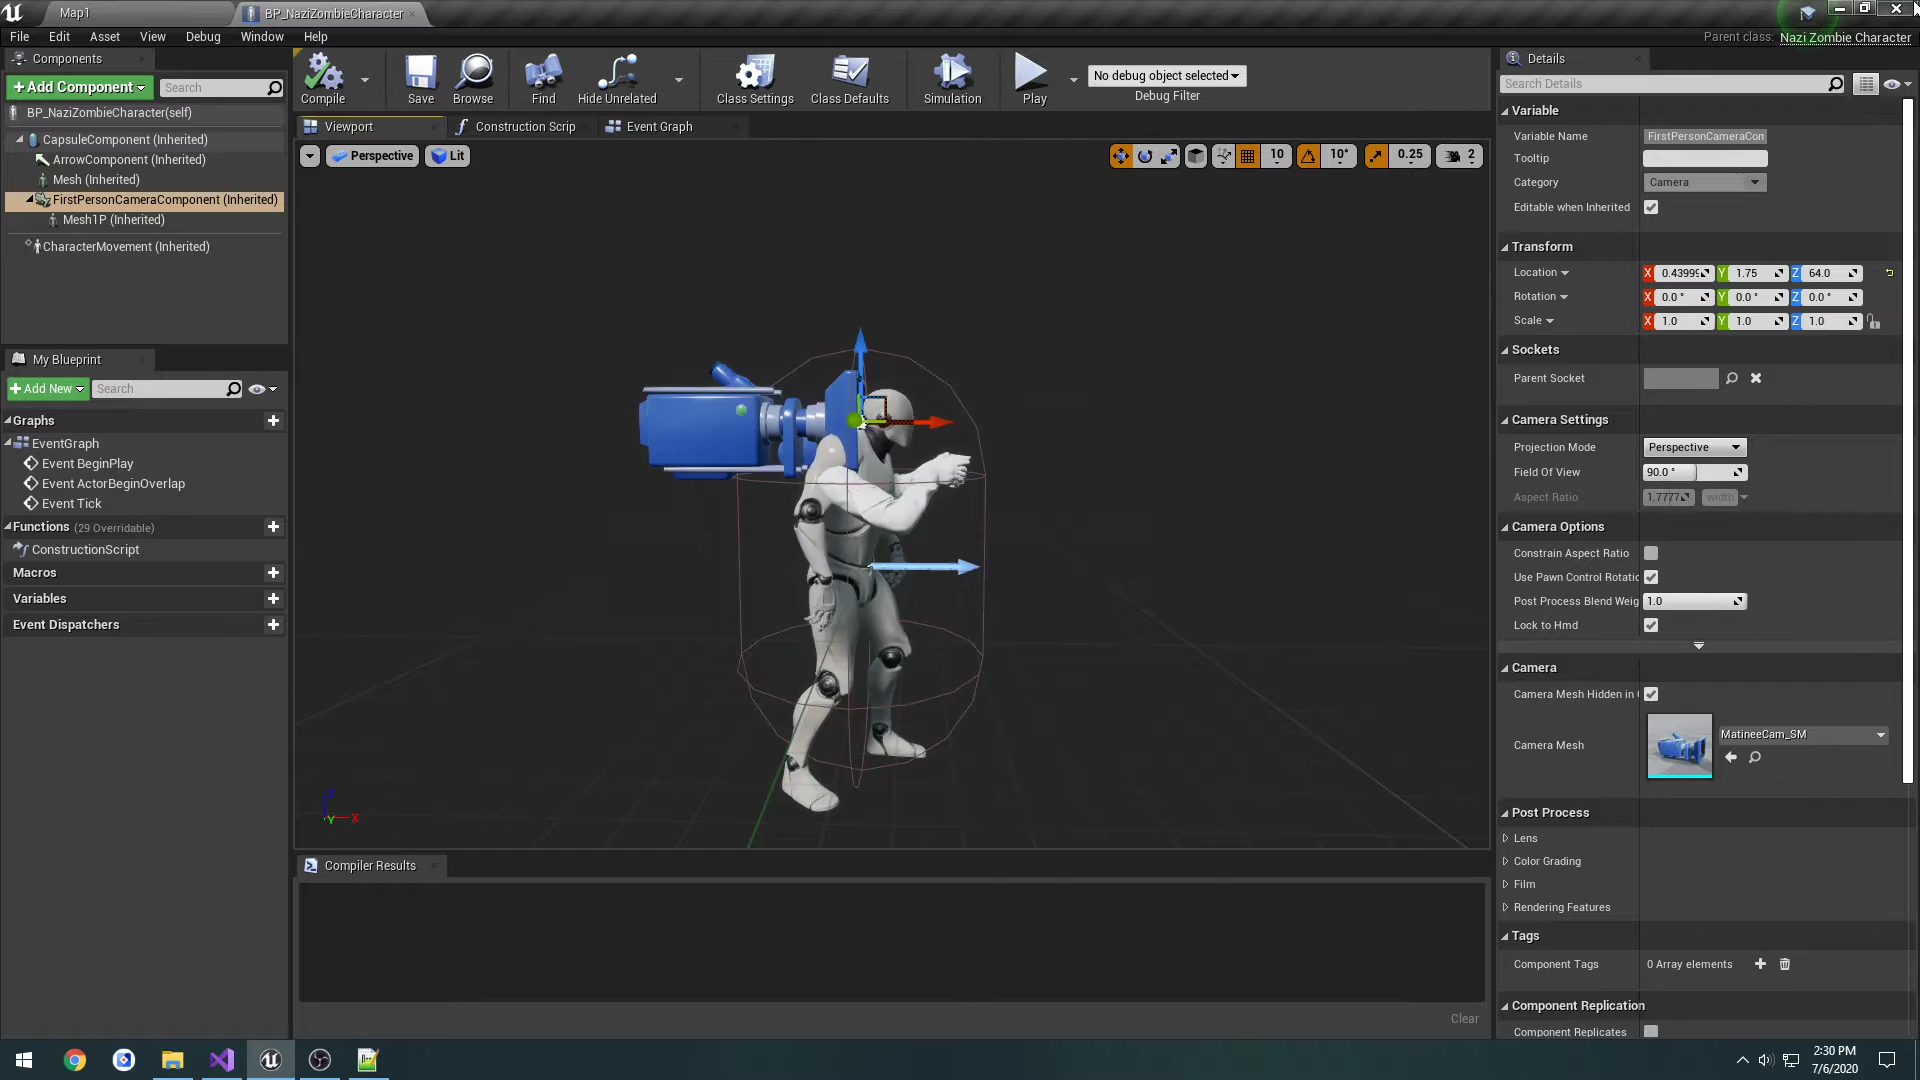 Map1
BP_NaziZombieCharacter
File Edit Asset View Debug Window Help
Parent class: Nazi Zombie Character
Components
+ Add Component
Search
BP_NaziZombieCharacter(self)
CapsuleComponent (Inherited)
ArrowComponent (Inherited)
Mesh (Inherited)
FirstPersonCameraComponent (Inherited)
Mesh1P (Inherited)
CharacterMovement (Inherited)
My Blueprint
+ Add New
Search
Graphs
EventGraph
Event BeginPlay
Event ActorBeginOverlap
Event Tick
Functions (29 Overridable)
ConstructionScript
Macros
Variables
Event Dispatchers
Compile
Save
Browse
Find
Hide Unrelated
Class Settings
Class Defaults
Simulation
Play
No debug object selected
Debug Filter
Viewport
Construction Scrip
Event Graph
Perspective
Lit
10
10°
0.25
2
Z
X
Y
Compiler Results
Clear
Details
Search Details
Variable
Variable Name FirstPersonCameraCon
Tooltip
Category Camera
Editable when Inherited
Transform
Location X 0.43999 Y 1.75 Z 64.0
Rotation X 0.0 ° Y 0.0 ° Z 0.0 °
Scale X 1.0 Y 1.0 Z 1.0
Sockets
Parent Socket
Camera Settings
Projection Mode Perspective
Field Of View 90.0 °
Aspect Ratio 1.7777 width
Camera Options
Constrain Aspect Ratio
Use Pawn Control Rotatic
Post Process Blend Weig 1.0
Lock to Hmd
Camera
Camera Mesh Hidden in
Camera Mesh MatineeCam_SM
Post Process
Lens
Color Grading
Film
Rendering Features
Tags
Component Tags 0 Array elements
Component Replication
Component Replicates
2:30 PM
7/6/2020